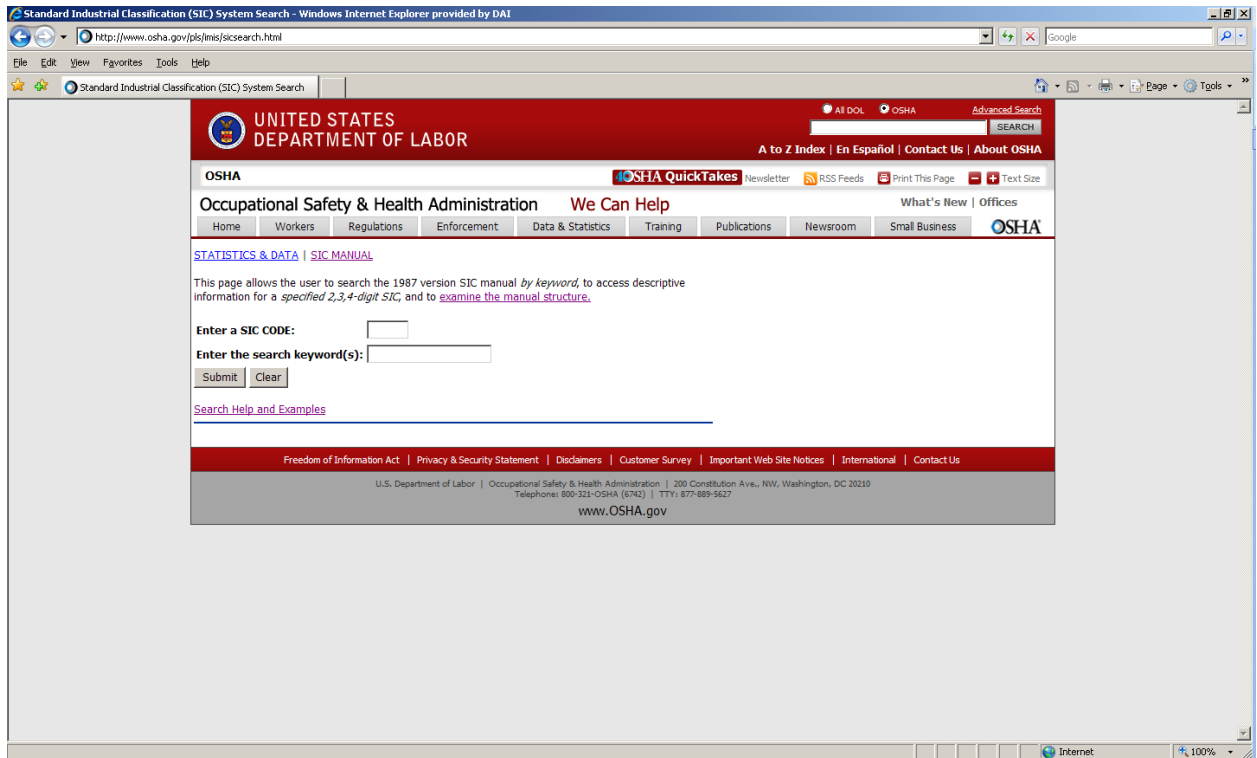 Standard Industrial Classification (SIC) System Search - Windows Internet Explorer provided by DAI
http://www.osha.gov/pls/imis/sicsearch.html
Google
File Edit View Favorites Tools Help
Standard Industrial Classification (SIC) System Search
Page Tools »
UNITED STATES
DEPARTMENT OF LABOR
All DOL OSHA Advanced Search
SEARCH
A to Z Index | En Español | Contact Us | About OSHA
OSHA
OSHA QuickTakes Newsletter RSS Feeds Print This Page Text Size
Occupational Safety & Health Administration We Can Help
What's New | Offices
Home Workers Regulations Enforcement Data & Statistics Training Publications Newsroom Small Business OSHA
STATISTICS & DATA | SIC MANUAL
This page allows the user to search the 1987 version SIC manual by keyword, to access descriptive
information for a specified 2,3,4-digit SIC, and to examine the manual structure.
Enter a SIC CODE:
Enter the search keyword(s):
Submit Clear
Search Help and Examples
Freedom of Information Act | Privacy & Security Statement | Disclaimers | Customer Survey | Important Web Site Notices | International | Contact Us
U.S. Department of Labor | Occupational Safety & Health Administration | 200 Constitution Ave., NW, Washington, DC 20210
Telephone: 800-321-OSHA (6742) | TTY: 877-889-5627
www.OSHA.gov
Internet
100%